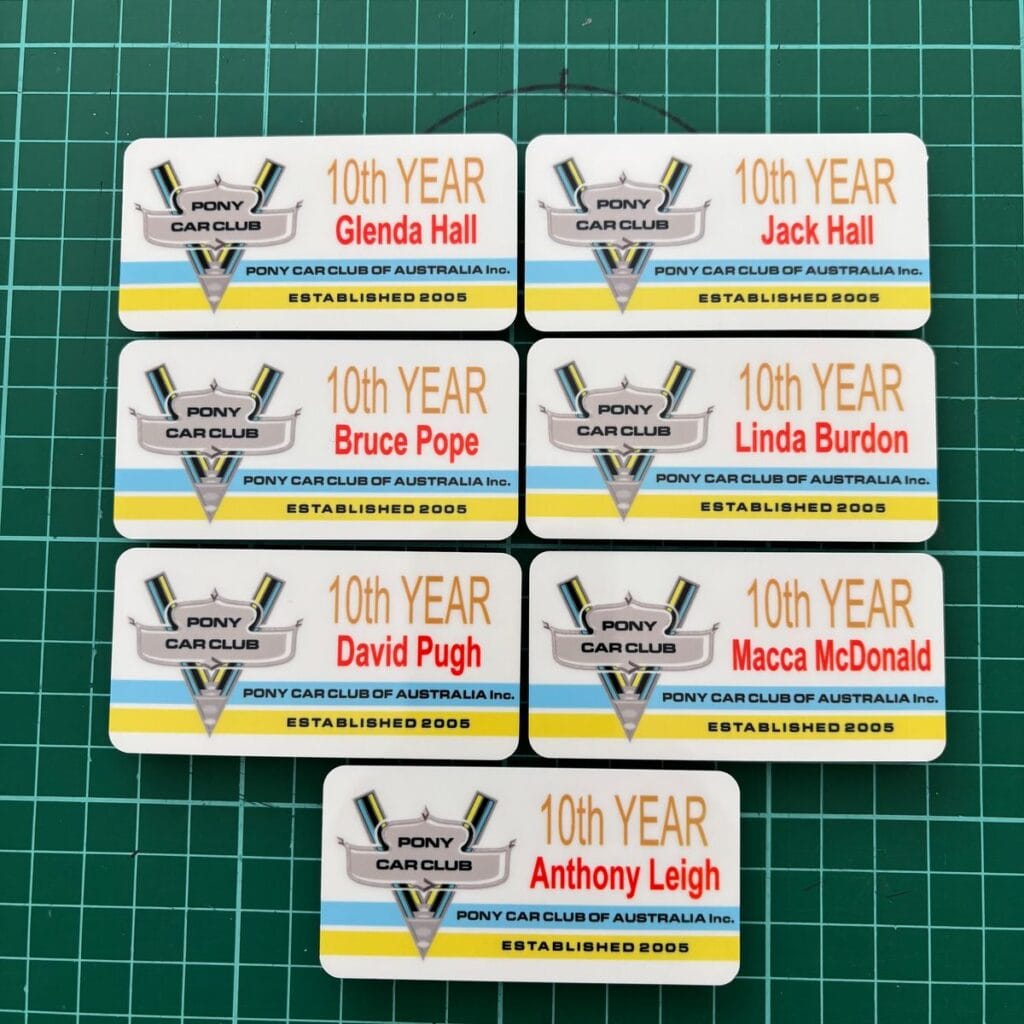 10th YEAR
Glenda Hall
PONY
CAR CLUB
PONY CAR CLUB OF AUSTRALIA Inc.
ESTABLISHED 2005
10th YEAR
Jack Hall
PONY
CAR CLUB
PONY CAR CLUB OF AUSTRALIA Inc.
ESTABLISHED 2005
10th YEAR
Bruce Pope
PONY
CAR CLUB
PONY CAR CLUB OF AUSTRALIA Inc.
ESTABLISHED 2005
10th YEAR
Linda Burdon
PONY
CAR CLUB
PONY CAR CLUB OF AUSTRALIA Inc.
ESTABLISHED 2005
10th YEAR
David Pugh
PONY
CAR CLUB
PONY CAR CLUB OF AUSTRALIA Inc.
ESTABLISHED 2005
10th YEAR
Macca McDonald
PONY
CAR CLUB
PONY CAR CLUB OF AUSTRALIA Inc.
ESTABLISHED 2005
10th YEAR
Anthony Leigh
PONY
CAR CLUB
PONY CAR CLUB OF AUSTRALIA Inc.
ESTABLISHED 2005